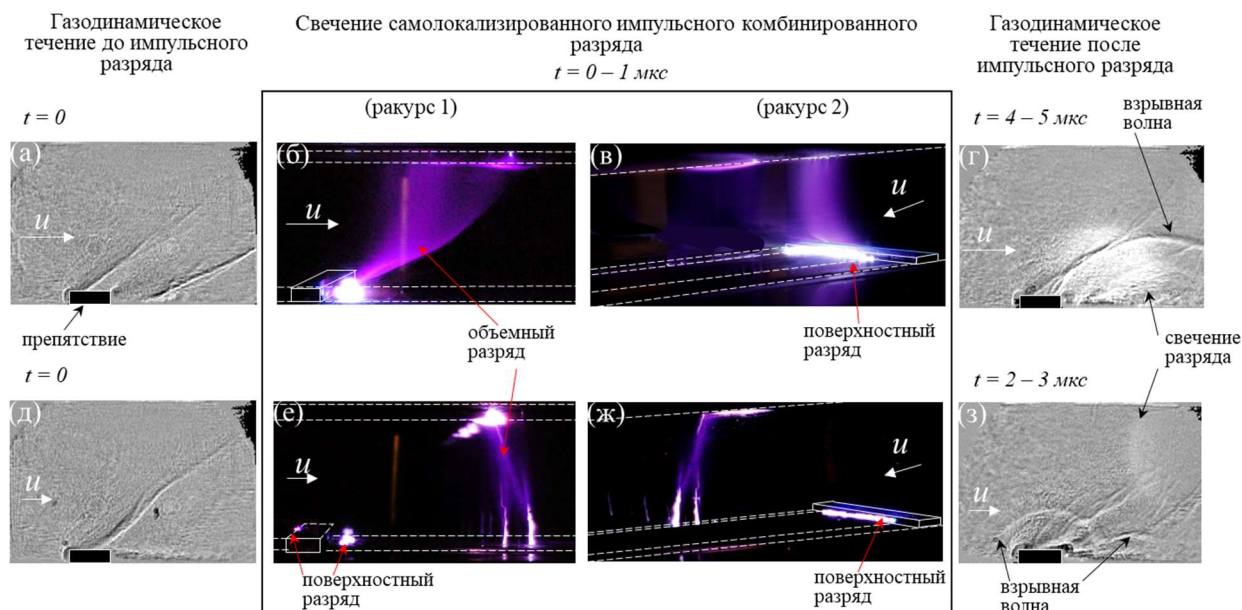 Газодинамическое
течение до импульсного
разряда
Свечение самолокализированного импульсного комбинированного
разряда
t = 0 – 1 мкс
Газодинамическое
течение после
импульсного разряда
t = 0
(ракурс 1)
(ракурс 2)
t = 4 – 5 мкс
взрывная
волна
(а)
u
(б)
u
(в)
u
(г)
u
препятствие
объемный
разряд
поверхностный
разряд
свечение
разряда
t = 0
t = 2 – 3 мкс
(д)
u
(е)
u
(ж)
u
(з)
u
поверхностный
разряд
поверхностный
разряд
взрывная
волна